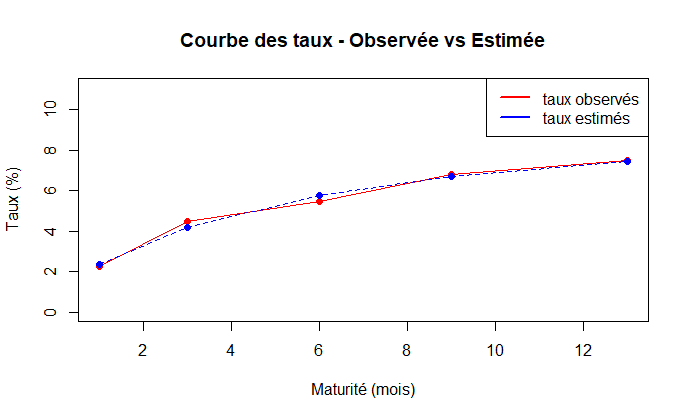 Courbe des taux - Observée vs Estimée
taux observés
taux estimés
Taux (%)
10
8
6
4
2
0
2 4 6 8 10 12
Maturité (mois)